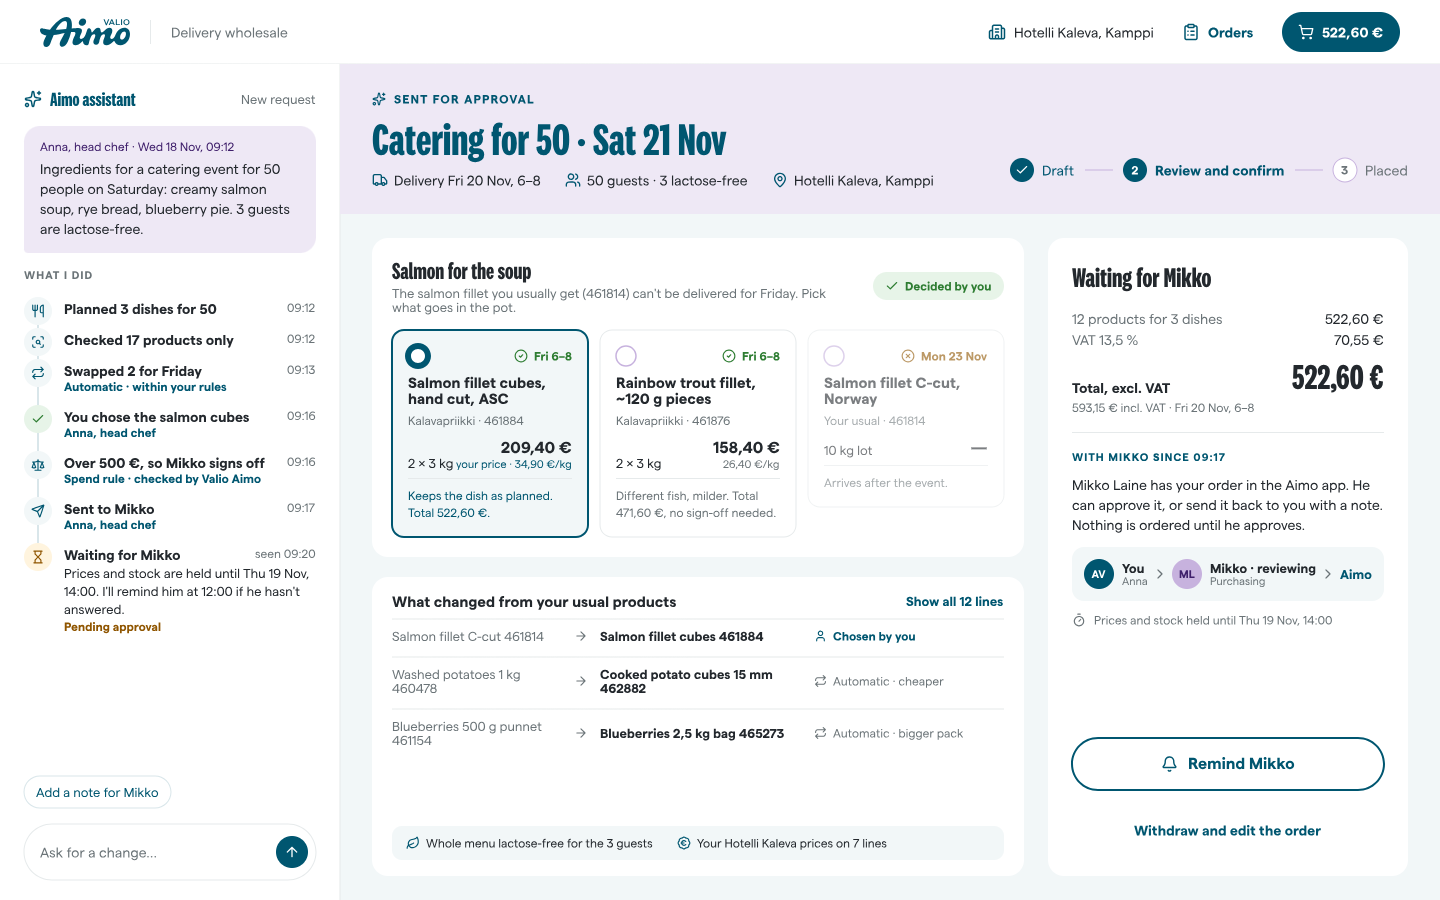 Aimo VALIO
Delivery wholesale
Hotelli Kaleva, Kamppi
Orders
522,60 €
Aimo assistant
New request
Anna, head chef · Wed 18 Nov, 09:12
Ingredients for a catering event for 50
people on Saturday: creamy salmon
soup, rye bread, blueberry pie. 3 guests
are lactose-free.
WHAT I DID
Planned 3 dishes for 50
09:12
Checked 17 products only
09:12
Swapped 2 for Friday
09:13
Automatic · within your rules
You chose the salmon cubes
09:16
Anna, head chef
Over 500 €, so Mikko signs off
09:16
Spend rule · checked by Valio Aimo
Sent to Mikko
09:17
Anna, head chef
Waiting for Mikko
seen 09:20
Prices and stock are held until Thu 19 Nov,
14:00. I'll remind him at 12:00 if he hasn't
answered.
Pending approval
Add a note for Mikko
Ask for a change...
SENT FOR APPROVAL
Catering for 50 · Sat 21 Nov
Delivery Fri 20 Nov, 6–8
50 guests · 3 lactose-free
Hotelli Kaleva, Kamppi
Draft
2
Review and confirm
3
Placed
Salmon for the soup
The salmon fillet you usually get (461814) can't be delivered for Friday. Pick
what goes in the pot.
Decided by you
Fri 6–8
Salmon fillet cubes,
hand cut, ASC
Kalavapriikki · 461884
209,40 €
2 × 3 kg
your price · 34,90 €/kg
Keeps the dish as planned.
Total 522,60 €.
Fri 6–8
Rainbow trout fillet,
~120 g pieces
Kalavapriikki · 461876
158,40 €
2 × 3 kg
26,40 €/kg
Different fish, milder. Total
471,60 €, no sign-off needed.
Mon 23 Nov
Salmon fillet C-cut,
Norway
Your usual · 461814
10 kg lot
—
Arrives after the event.
What changed from your usual products
Show all 12 lines
Salmon fillet C-cut 461814
Salmon fillet cubes 461884
Chosen by you
Washed potatoes 1 kg
460478
Cooked potato cubes 15 mm
462882
Automatic · cheaper
Blueberries 500 g punnet
461154
Blueberries 2,5 kg bag 465273
Automatic · bigger pack
Whole menu lactose-free for the 3 guests
Your Hotelli Kaleva prices on 7 lines
Waiting for Mikko
12 products for 3 dishes
522,60 €
VAT 13,5 %
70,55 €
Total, excl. VAT
522,60 €
593,15 € incl. VAT · Fri 20 Nov, 6–8
WITH MIKKO SINCE 09:17
Mikko Laine has your order in the Aimo app. He
can approve it, or send it back to you with a note.
Nothing is ordered until he approves.
AV
You
Anna
ML
Mikko · reviewing
Purchasing
Aimo
Prices and stock held until Thu 19 Nov, 14:00
Remind Mikko
Withdraw and edit the order